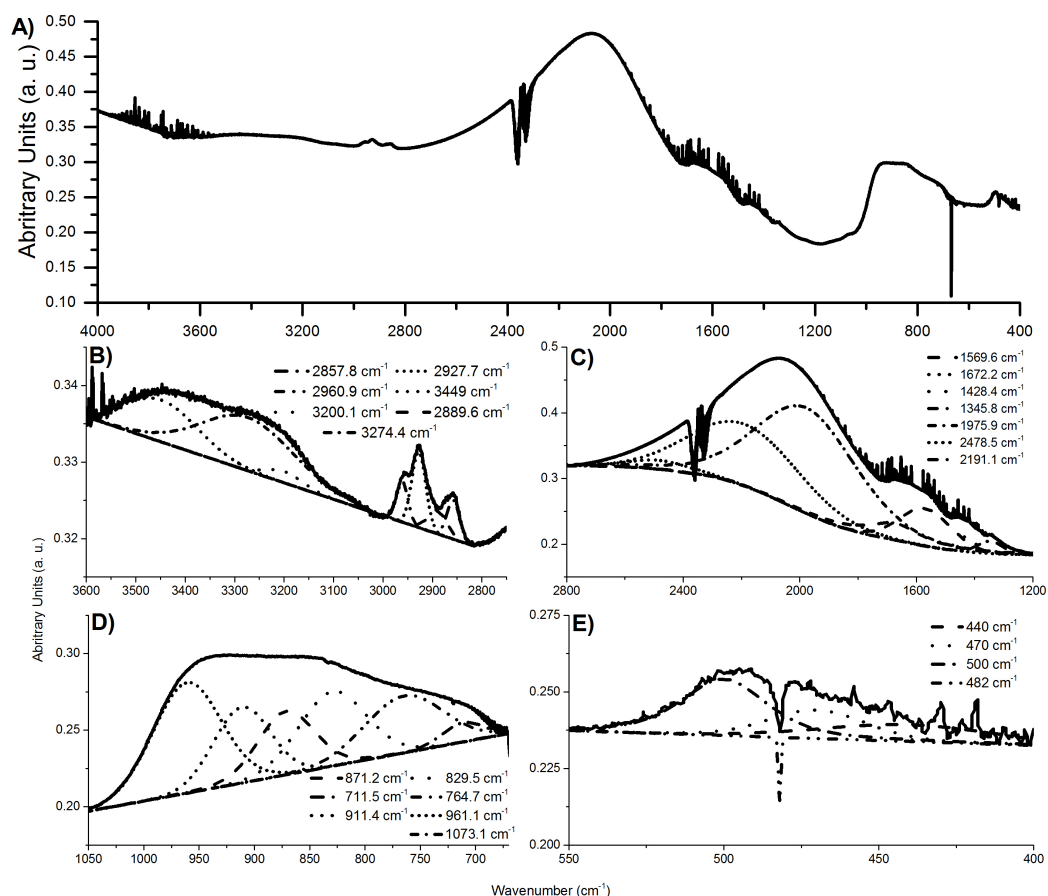 A)
Abritrary Units (a. u.)
0.50
0.45
0.40
0.35
0.30
0.25
0.20
0.15
0.10
4000 3600 3200 2800 2400 2000 1600 1200 800 400
B)
2857.8 cm-1 2927.7 cm-1
2960.9 cm-1 3449 cm-1
3200.1 cm-1 2889.6 cm-1
3274.4 cm-1
0.34
0.33
0.32
3600 3500 3400 3300 3200 3100 3000 2900 2800
C)
1569.6 cm-1
1672.2 cm-1
1428.4 cm-1
1345.8 cm-1
1975.9 cm-1
2478.5 cm-1
2191.1 cm-1
0.5
0.4
0.3
0.2
2800 2400 2000 1600 1200
Abritrary Units (a. u.)
D)
0.30
0.25
0.20
871.2 cm-1 829.5 cm-1
711.5 cm-1 764.7 cm-1
911.4 cm-1 961.1 cm-1
1073.1 cm-1
1050 1000 950 900 850 800 750 700
E)
440 cm-1
470 cm-1
500 cm-1
482 cm-1
0.275
0.250
0.225
0.200
550 500 450 400
Wavenumber (cm-1)